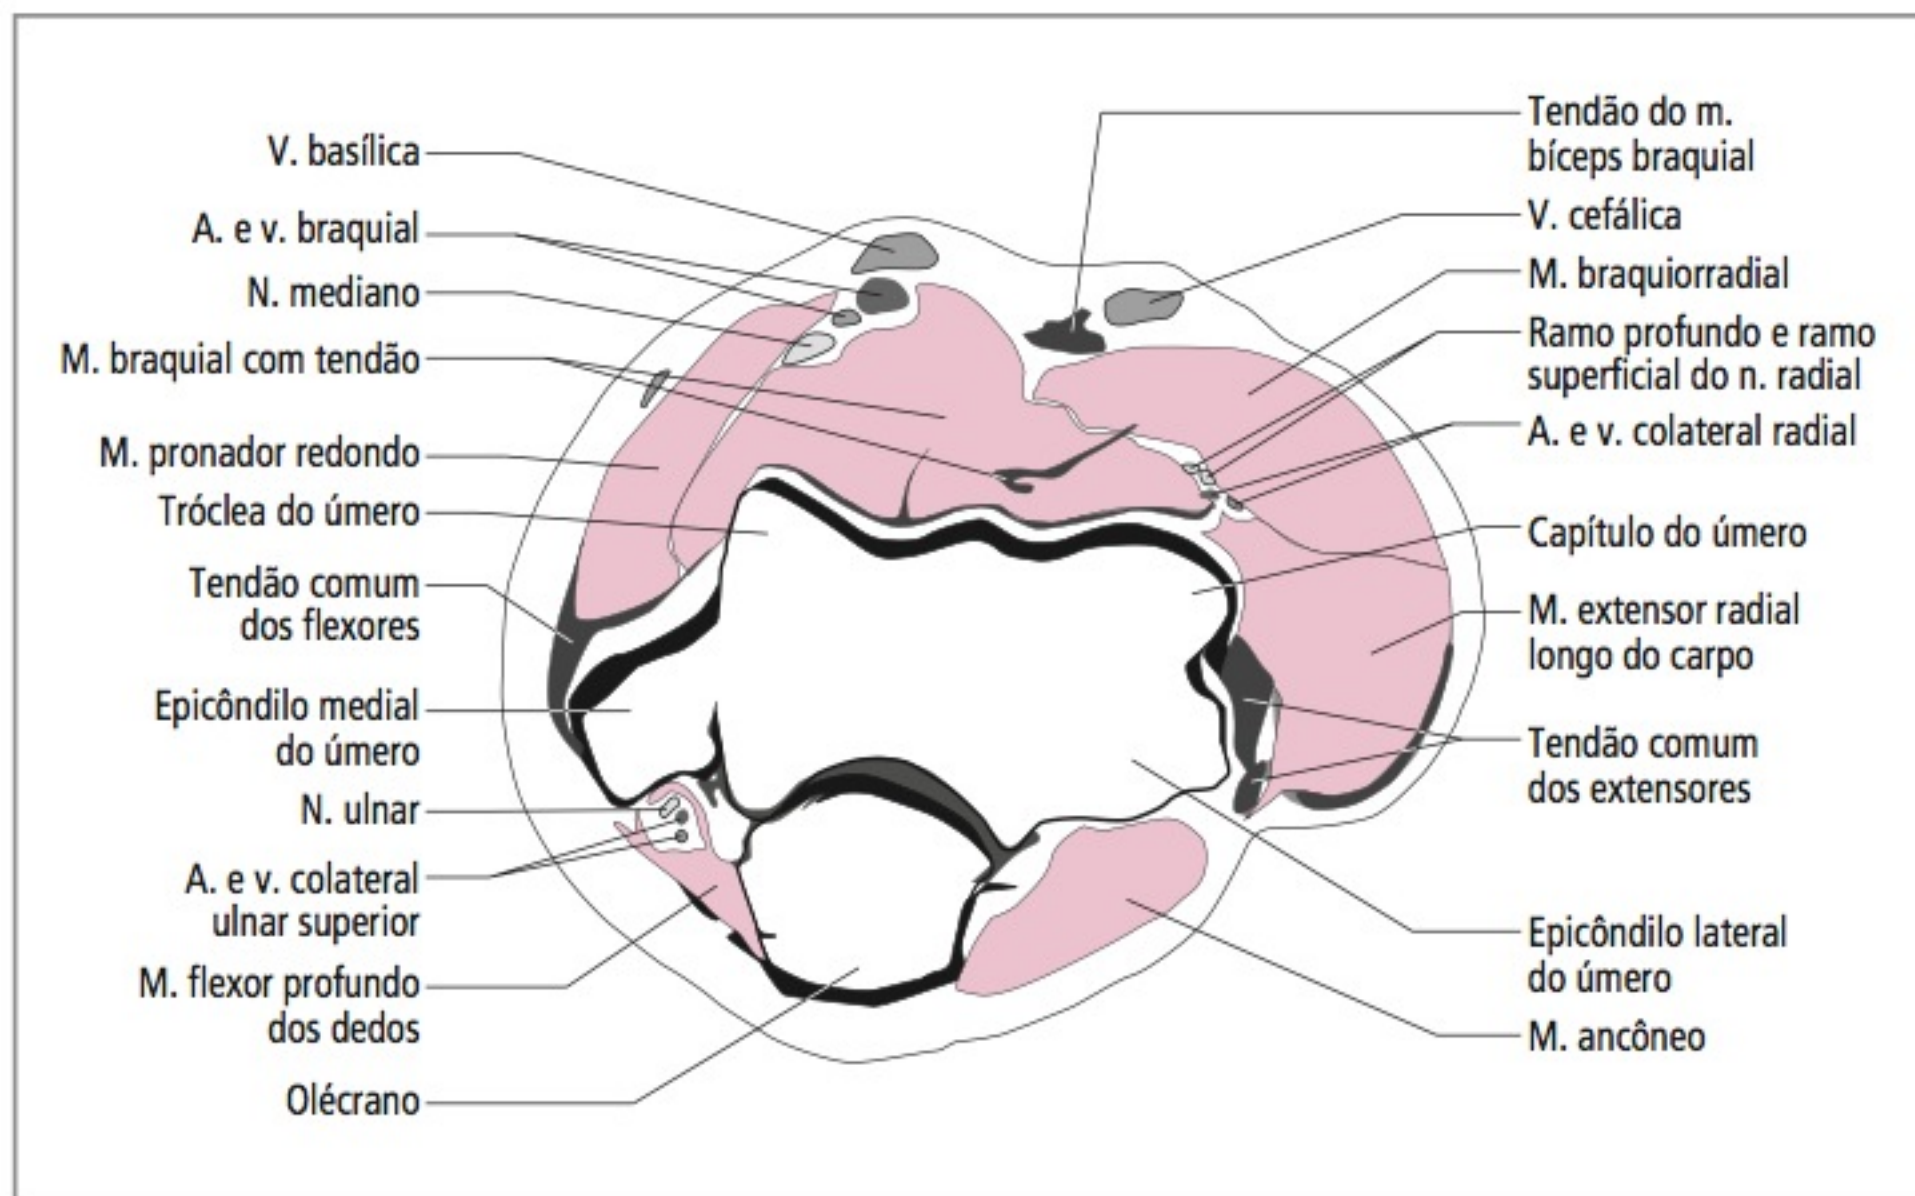 V. basílica
A. e v. braquial
N. mediano
M. braquial com tendão
M. pronador redondo
Tróclea do úmero
Tendão comum
dos flexores
Epicôndilo medial
do úmero
N. ulnar
A. e v. colateral
ulnar superior
M. flexor profundo
dos dedos
Olécrano
Tendão do m.
bíceps braquial
V. cefálica
M. braquiorradial
Ramo profundo e ramo
superficial do n. radial
A. e v. colateral radial
Capítulo do úmero
M. extensor radial
longo do carpo
Tendão comum
dos extensores
Epicôndilo lateral
do úmero
M. ancôneo